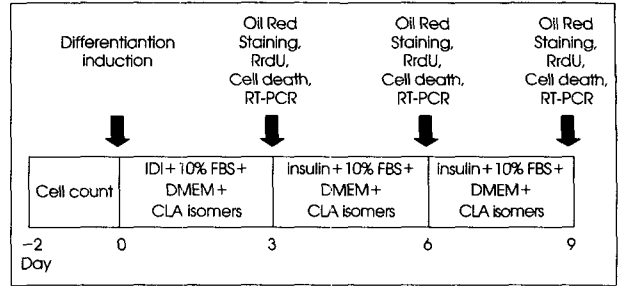 Differentiantion
induction
Oil Red
Staining,
RrdU,
Cell death,
RT-PCR
Oil Red
Staining,
RrdU,
Cell death,
RT-PCR
Oil Red
Staining,
RrdU,
Cell death,
RT-PCR
Cell count
IDI + 10% FBS +
DMEM +
CLA isomers
insulin + 10% FBS +
DMEM +
CLA isomers
insulin + 10% FBS +
DMEM +
CLA isomers
−2 0 3 6 9
Day